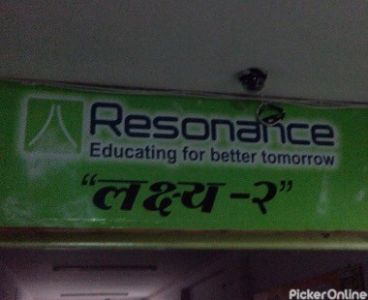 Resonance
Educating for better tomorrow
“लक्ष्य -२”
PickerOnline